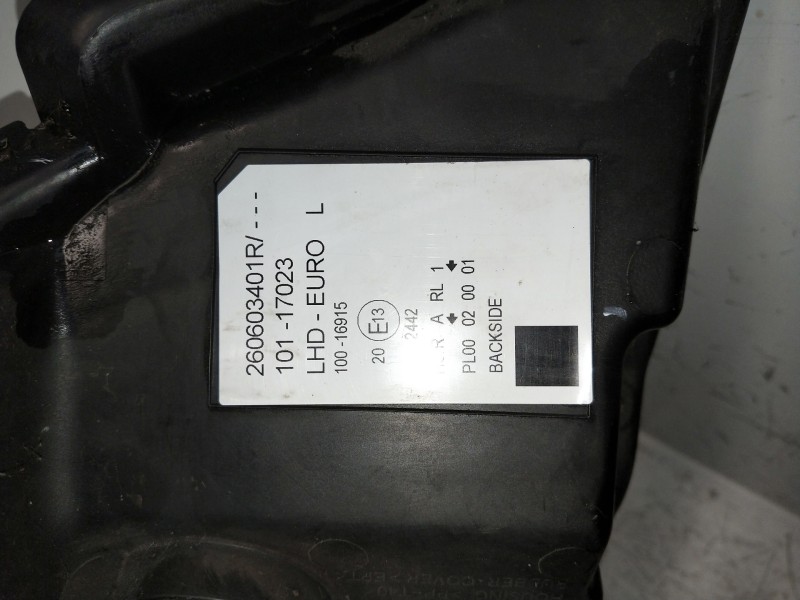 260603401R/---
101-17023
LHD-EURO L
100-16915
20 E13
2442
R A RL 1
PL00 02 00 01
BACKSIDE